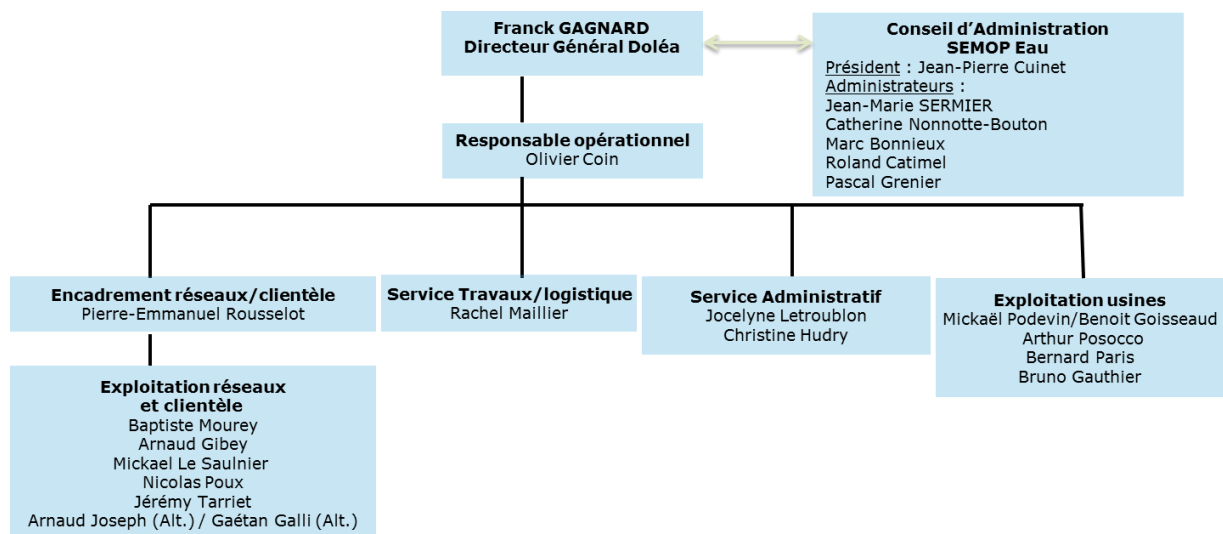 Franck GAGNARD
Directeur Général Doléa
Conseil d’Administration
SEMOP Eau
Président : Jean-Pierre Cuinet
Administrateurs :
Jean-Marie SERMIER
Catherine Nonnotte-Bouton
Marc Bonnieux
Roland Catimel
Pascal Grenier
Responsable opérationnel
Olivier Coin
Encadrement réseaux/clientèle
Pierre-Emmanuel Rousselot
Service Travaux/logistique
Rachel Maillier
Service Administratif
Jocelyne Letroublon
Christine Hudry
Exploitation usines
Mickaël Podevin/Benoit Goisseaud
Arthur Posocco
Bernard Paris
Bruno Gauthier
Exploitation réseaux
et clientèle
Baptiste Mourey
Arnaud Gibey
Mickael Le Saulnier
Nicolas Poux
Jérémy Tarriet
Arnaud Joseph (Alt.) / Gaétan Galli (Alt.)